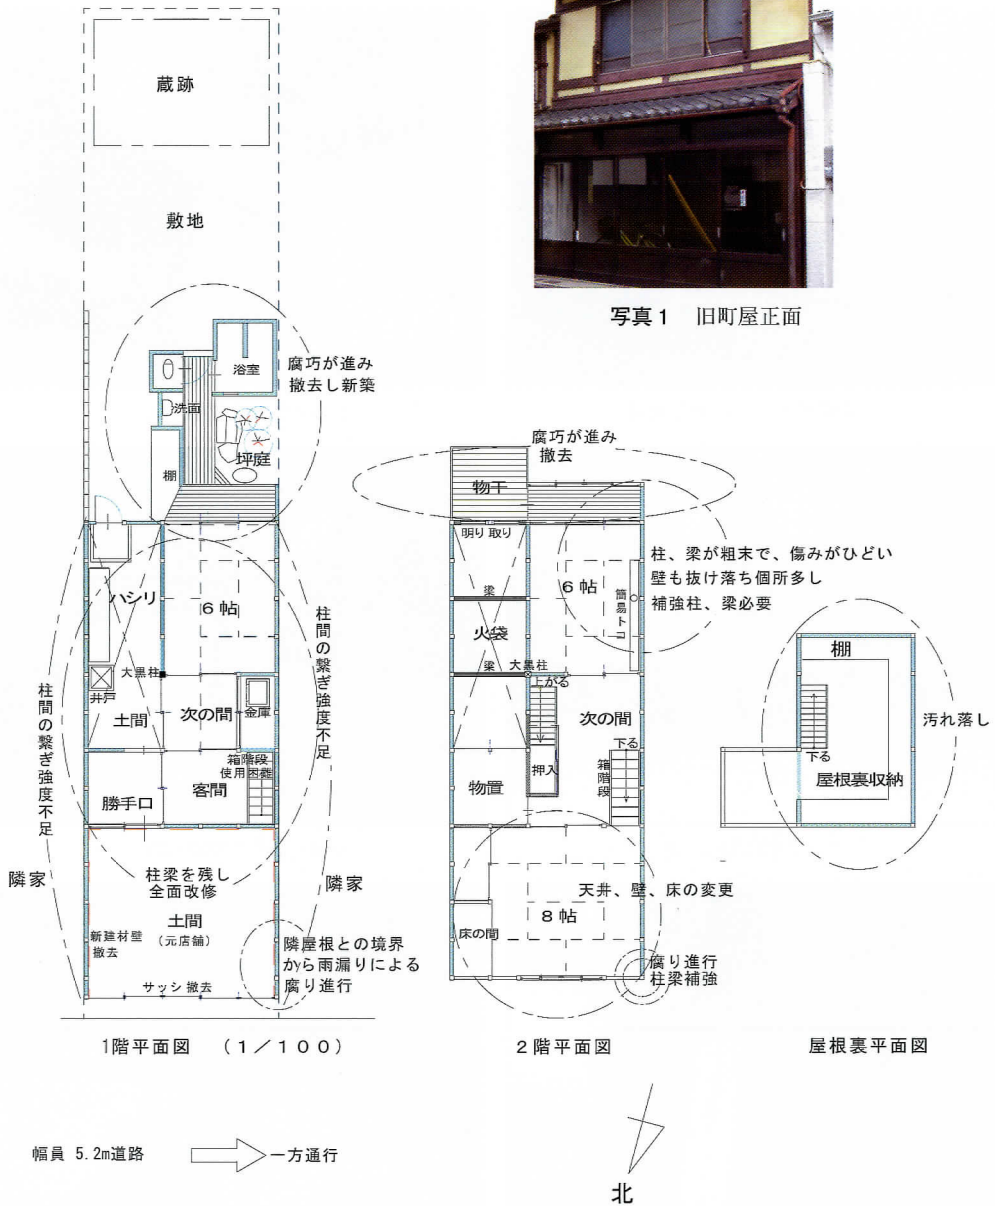 蔵跡
敷地
写真1 旧町屋正面
浴室
洗面
坪庭
棚
腐巧が進み
撤去し新築
ハシリ
6帖
大黒柱
井戸
土間
次の間
金庫
箱階段
使用困難
勝手口
客間
柱間の繋ぎ強度不足
柱間の繋ぎ強度不足
隣家
隣家
柱梁を残し
全面改修
土間
(元店舗)
新建材壁
撤去
サッシ撤去
隣屋根との境界
から雨漏りによる
腐り進行
1階平面図 (1/100)
腐巧が進み
撤去
物干
明り取り
梁
6帖
簡易トコ
火袋
梁
大黒柱
上がる
次の間
下る
押入
箱階段
物置
柱、梁が粗末で、傷みがひどい
壁も抜け落ち個所多し
補強柱、梁必要
天井、壁、床の変更
8帖
床の間
腐り進行
柱梁補強
2階平面図
棚
下る
屋根裏収納
汚れ落し
屋根裏平面図
幅員 5.2m道路
一方通行
北